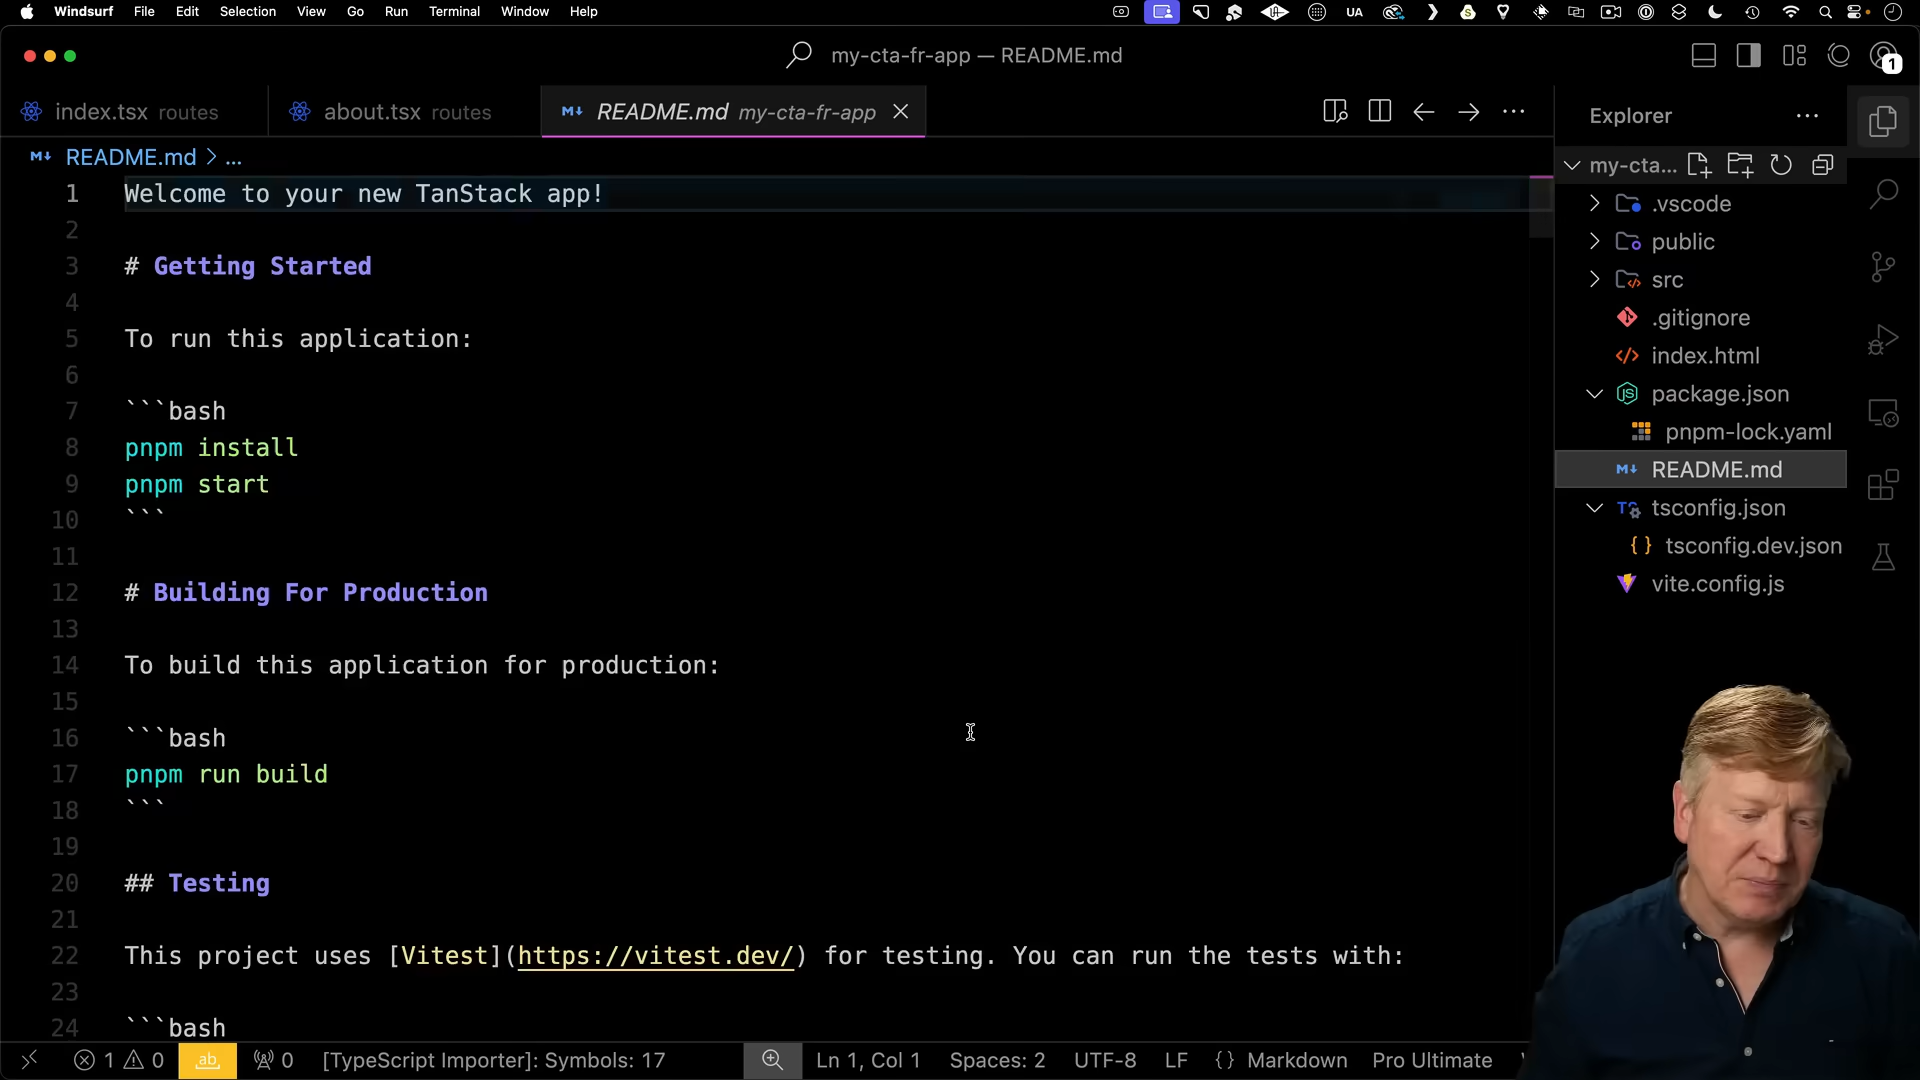 Windsurf File Edit Selection View Go Run Terminal Window Help
UA
my-cta-fr-app — README.md
1
index.tsx routes
about.tsx routes
README.md my-cta-fr-app
README.md > ...
1 Welcome to your new TanStack app!
2
3 # Getting Started
4
5 To run this application:
6
7 ```bash
8 pnpm install
9 pnpm start
10 ```
11
12 # Building For Production
13
14 To build this application for production:
15
16 ```bash
17 pnpm run build
18 ```
19
20 ## Testing
21
22 This project uses [Vitest](https://vitest.dev/) for testing. You can run the tests with:
23
24 ```bash
Explorer
my-cta...
.vscode
public
src
.gitignore
index.html
package.json
pnpm-lock.yaml
README.md
tsconfig.json
tsconfig.dev.json
vite.config.js
1 0 ab 0 [TypeScript Importer]: Symbols: 17 Ln 1, Col 1 Spaces: 2 UTF-8 LF {} Markdown Pro Ultimate